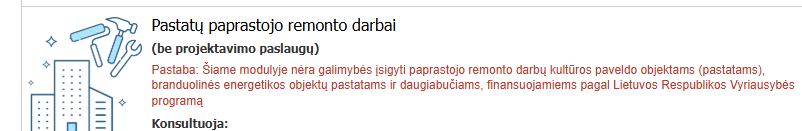 Pastatų paprastojo remonto darbai
(be projektavimo paslaugų)
Pastaba: Šiame modulyje nėra galimybės įsigyti paprastojo remonto darbų kultūros paveldo objektams (pastatams),
branduolinės energetikos objektų pastatams ir daugiabučiams, finansuojamiems pagal Lietuvos Respublikos Vyriausybės
programą
Konsultuoja: